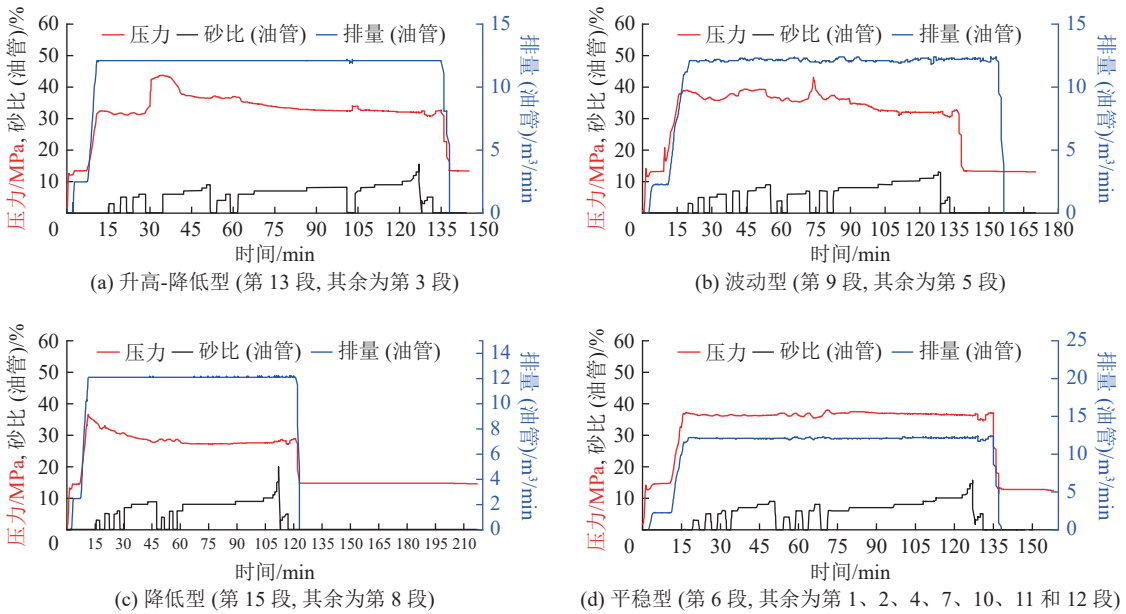 压力 砂比 (油管) 排量 (油管)
压力/MPa, 砂比 (油管)/%
60
50
40
30
20
10
0
15
10
5
0
排量 (油管)/m³/min
15 30 45 60 75 90 105 120 135 150
时间/min
(a) 升高-降低型 (第 13 段, 其余为第 3 段)
压力 砂比 (油管) 排量 (油管)
压力/MPa, 砂比 (油管)/%
60
50
40
30
20
10
0
15
10
5
0
排量 (油管)/m³/min
15 30 45 60 75 90 105 120 135 150 165 180
时间/min
(b) 波动型 (第 9 段, 其余为第 5 段)
压力 砂比 (油管) 排量 (油管)
压力/MPa, 砂比 (油管)/%
60
50
40
30
20
10
0
14
12
10
8
6
4
2
0
排量 (油管)/m³/min
15 30 45 60 75 90 105 120 135 150 165 180 195 210
时间/min
(c) 降低型 (第 15 段, 其余为第 8 段)
压力 砂比 (油管) 排量 (油管)
压力/MPa, 砂比 (油管)/%
60
50
40
30
20
10
0
25
20
15
10
5
0
排量 (油管)/m³/min
15 30 45 60 75 90 105 120 135 150
时间/min
(d) 平稳型 (第 6 段, 其余为第 1、2、4、7、10、11 和 12 段)